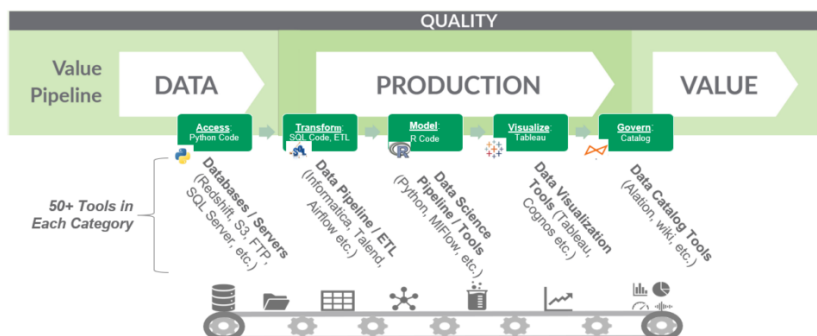 QUALITY
Value
Pipeline
DATA
PRODUCTION
VALUE
Access:
Python Code
Transform:
SQL Code, ETL
Model:
R Code
Visualize:
Tableau
Govern:
Catalog
50+ Tools in
Each Category
Databases / Servers
(Redshift, S3, FTP,
SQL Server, etc.)
Data Pipeline / ETL
(Informatica, Talend,
Airflow etc.)
Data Science
Pipeline / Tools
(Python, MlFlow, etc.)
Data Visualization
Tools (Tableau,
Cognos etc.)
Data Catalog Tools
(Alation, wiki, etc.)